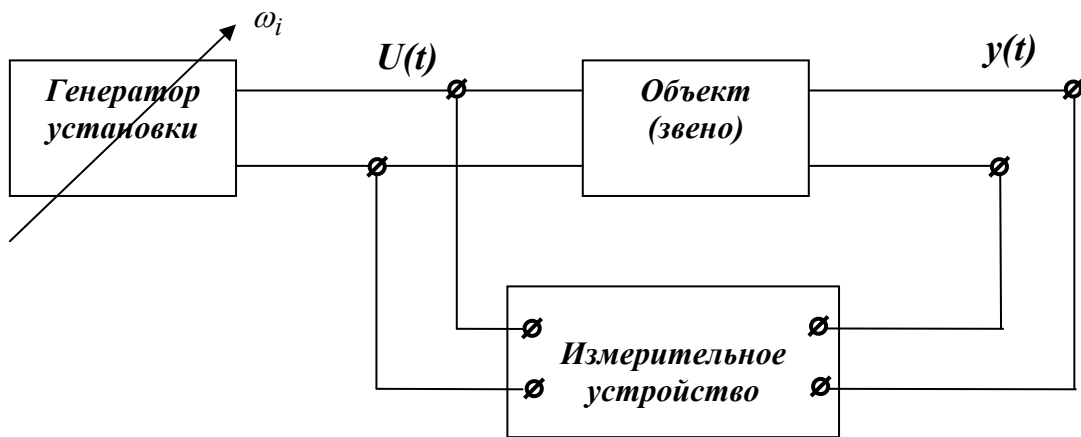 ωᵢ
U(t)
y(t)
Генератор
установки
Объект
(звено)
Измерительное
устройство